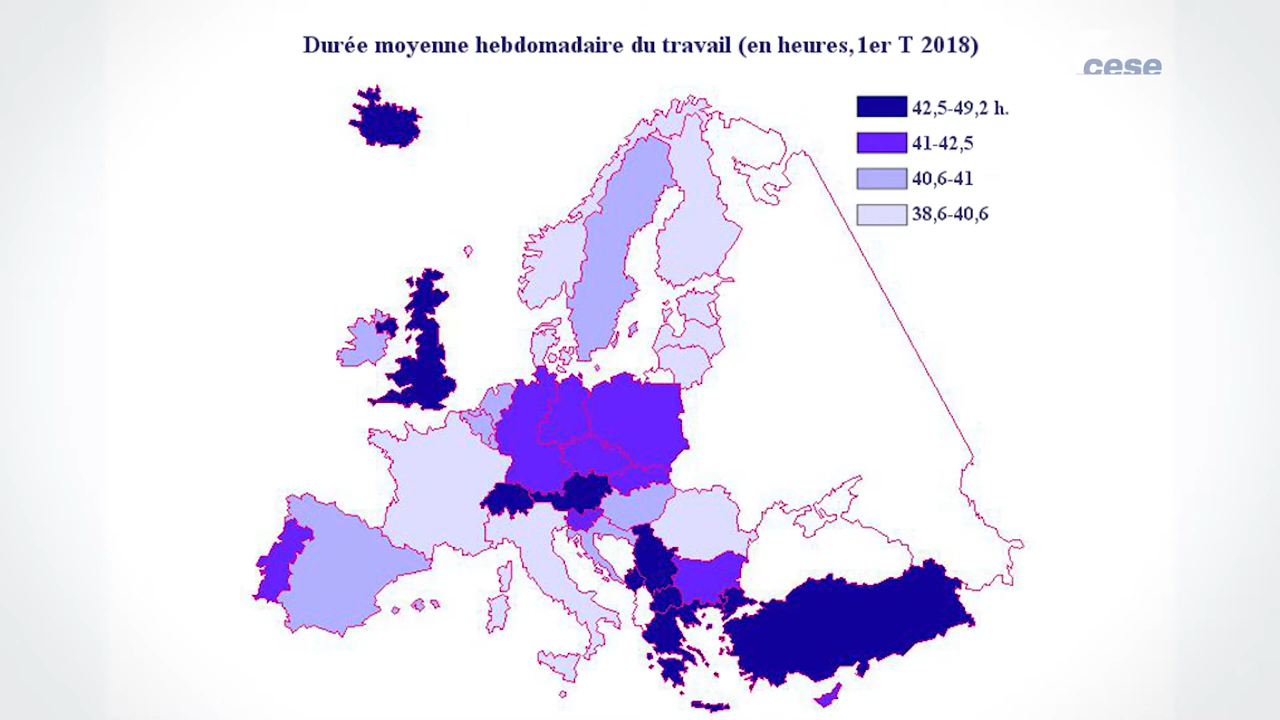 Durée moyenne hebdomadaire du travail (en heures,1er T 2018)
cese
42,5-49,2 h.
41-42,5
40,6-41
38,6-40,6